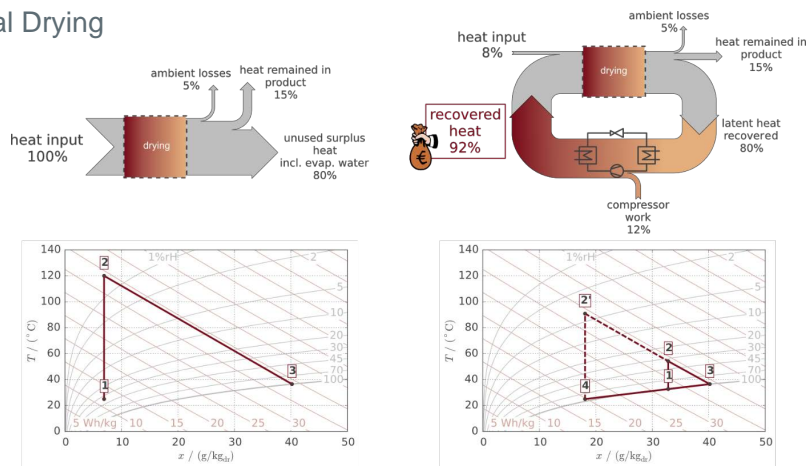 al Drying
ambient losses
5%
heat remained in
product
15%
heat input
100%
drying
unused surplus
heat
incl. evap. water
80%
ambient losses
5%
heat input
8%
heat remained in
product
15%
drying
recovered
heat
92%
€
latent heat
recovered
80%
compressor
work
12%
140
120
100
80
60
40
20
0
T / (°C)
1%rH
2
5
10
20
30
45
70
100
2
1
3
5 Wh/kg 10 15 20 25 30
0 10 20 30 40 50
x / (g/kgdr)
140
120
100
80
60
40
20
0
T / (°C)
1%rH
2
5
10
20
30
45
70
100
2'
2
3
1
4
5 Wh/kg 10 15 20 25 30
0 10 20 30 40 50
x / (g/kgdr)